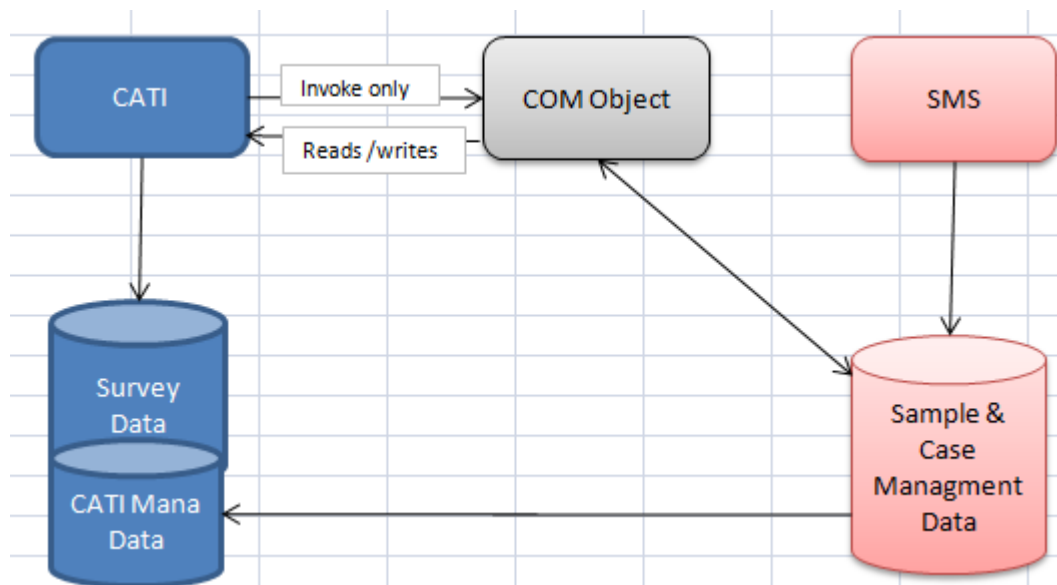 CATI
Invoke only
Reads /writes
COM Object
SMS
Survey
Data
CATI Mana
Data
Sample &
Case
Managment
Data